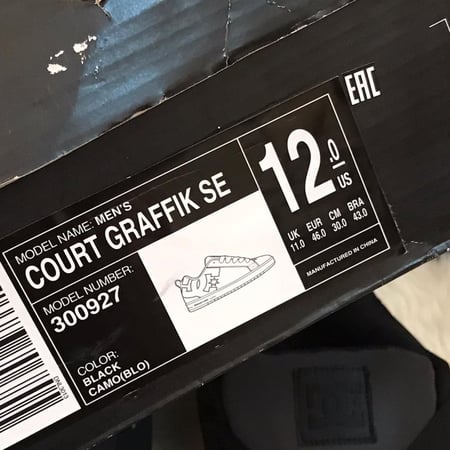 EAC
MODEL NAME: MEN'S
COURT GRAFFIK SE
MODEL NUMBER:
300927
COLOR:
BLACK
CAMO(BLO)
12.0
US
UK EUR CM BRA
11.0 46.0 30.0 43.0
MANUFACTURED IN CHINA